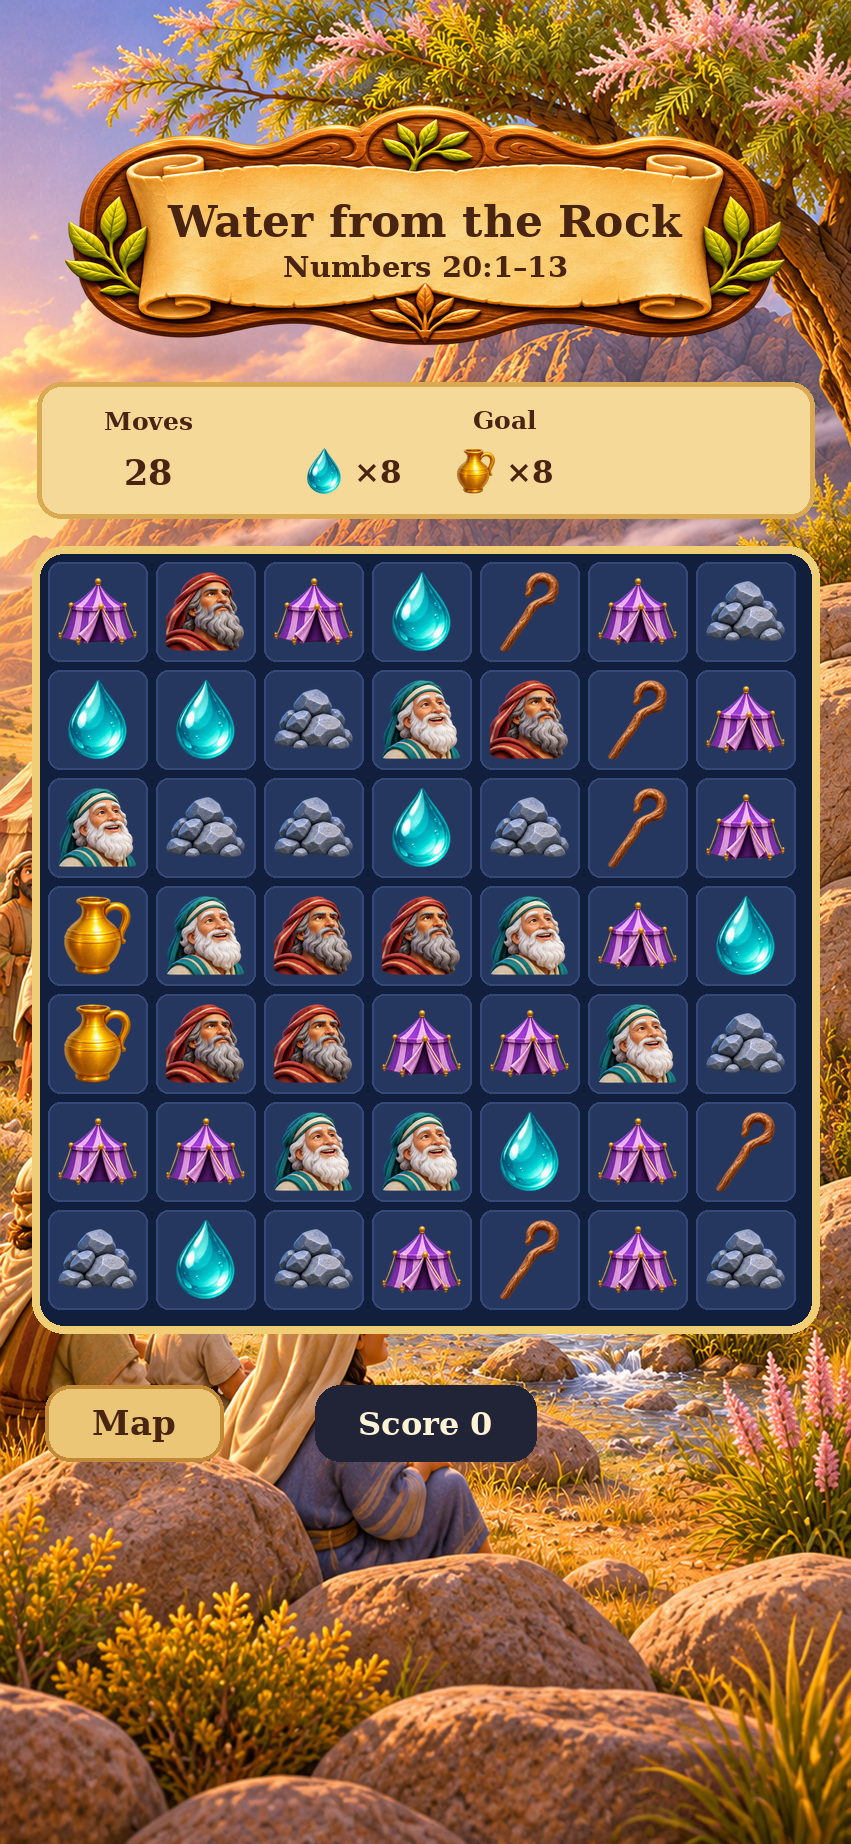 Water from the Rock
Numbers 20:1–13
Moves
Goal
28
×8
×8
Map
Score 0